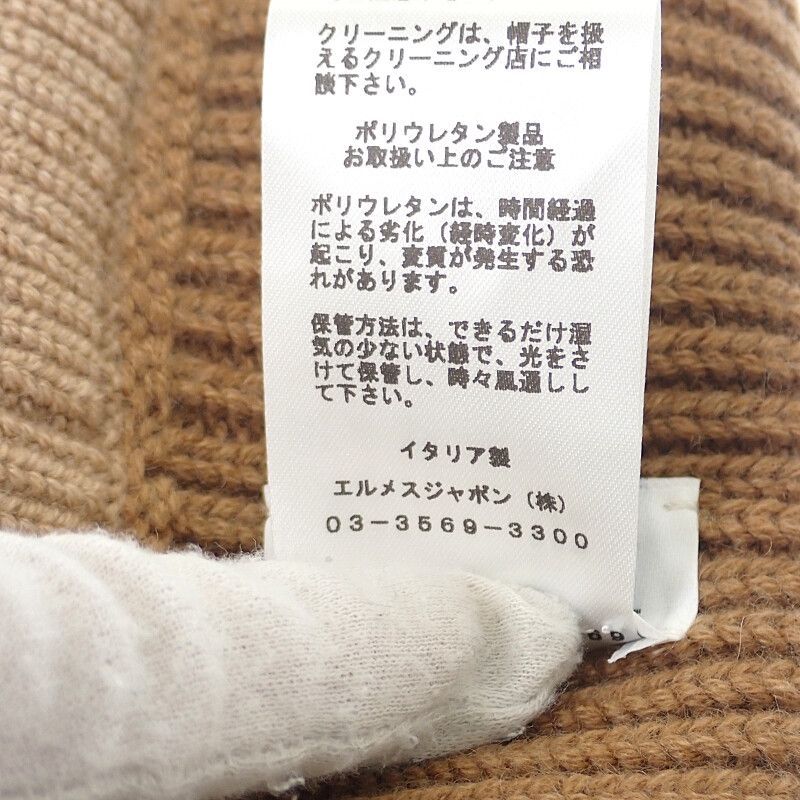 クリーニングは、帽子を扱
えるクリーニング店にご相
談下さい。
ポリウレタン製品
お取扱い上のご注意
ポリウレタンは、時間経過
による劣化（経時変化）が
起こり、変質が発生する恐
れがあります。
保管方法は、できるだけ湿
気の少ない状態で、光をさ
けて保管し、時々風通しし
て下さい。
イタリア製
エルメスジャポン（株）
03-3569-3300